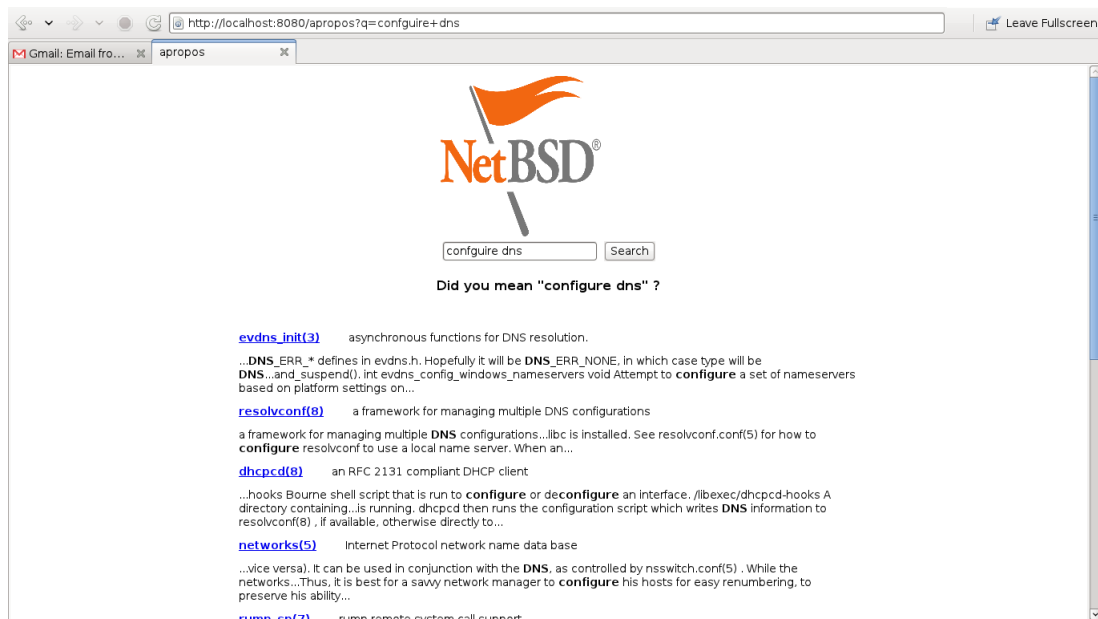 http://localhost:8080/apropos?q=confguire+dns
Leave Fullscreen
Gmail: Email fro...
apropos
NetBSD®
confguire dns
Search
Did you mean "configure dns" ?
evdns_init(3) asynchronous functions for DNS resolution.
...DNS_ERR_* defines in evdns.h. Hopefully it will be DNS_ERR_NONE, in which case type will be
DNS...and_suspend(). int evdns_config_windows_nameservers void Attempt to configure a set of nameservers
based on platform settings on...
resolvconf(8) a framework for managing multiple DNS configurations
a framework for managing multiple DNS configurations...libc is installed. See resolvconf.conf(5) for how to
configure resolvconf to use a local name server. When an...
dhcpcd(8) an RFC 2131 compliant DHCP client
...hooks Bourne shell script that is run to configure or deconfigure an interface. /libexec/dhcpcd-hooks A
directory containing...is running. dhcpcd then runs the configuration script which writes DNS information to
resolvconf(8) , if available, otherwise directly to...
networks(5) Internet Protocol network name data base
...vice versa). It can be used in conjunction with the DNS, as controlled by nsswitch.conf(5) . While the
networks...Thus, it is best for a savvy network manager to configure his hosts for easy renumbering, to
preserve his ability...
rump_sp(7) rump remote system call support